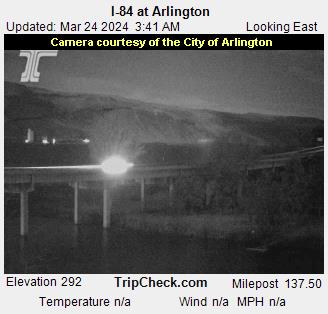 I-84 at Arlington
Updated: Mar 24 2024 3:41 AM Looking East
Camera courtesy of the City of Arlington
Elevation 292 TripCheck.com Milepost 137.50
Temperature n/a Wind n/a MPH n/a